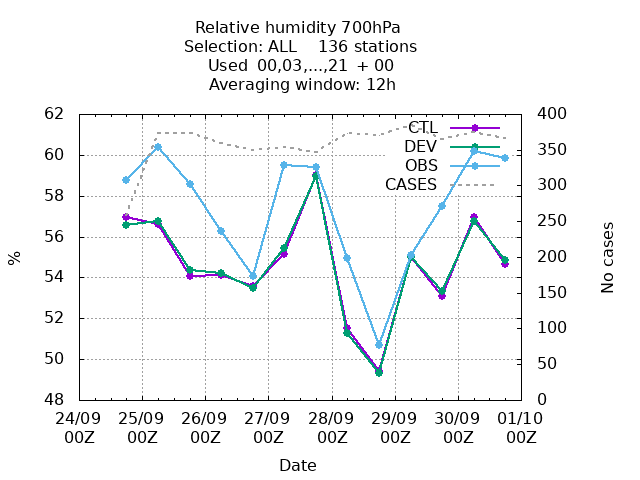 Relative humidity 700hPa
Selection: ALL    136 stations
Used  00,03,...,21  + 00
Averaging window: 12h
62 400
CTL
DEV
OBS
CASES
60 350
58 300
250
56 200
54 150
52 100
50 50
48 0
%
No cases
24/09 25/09 26/09 27/09 28/09 29/09 30/09 01/10
00Z 00Z 00Z 00Z 00Z 00Z 00Z 00Z
Date